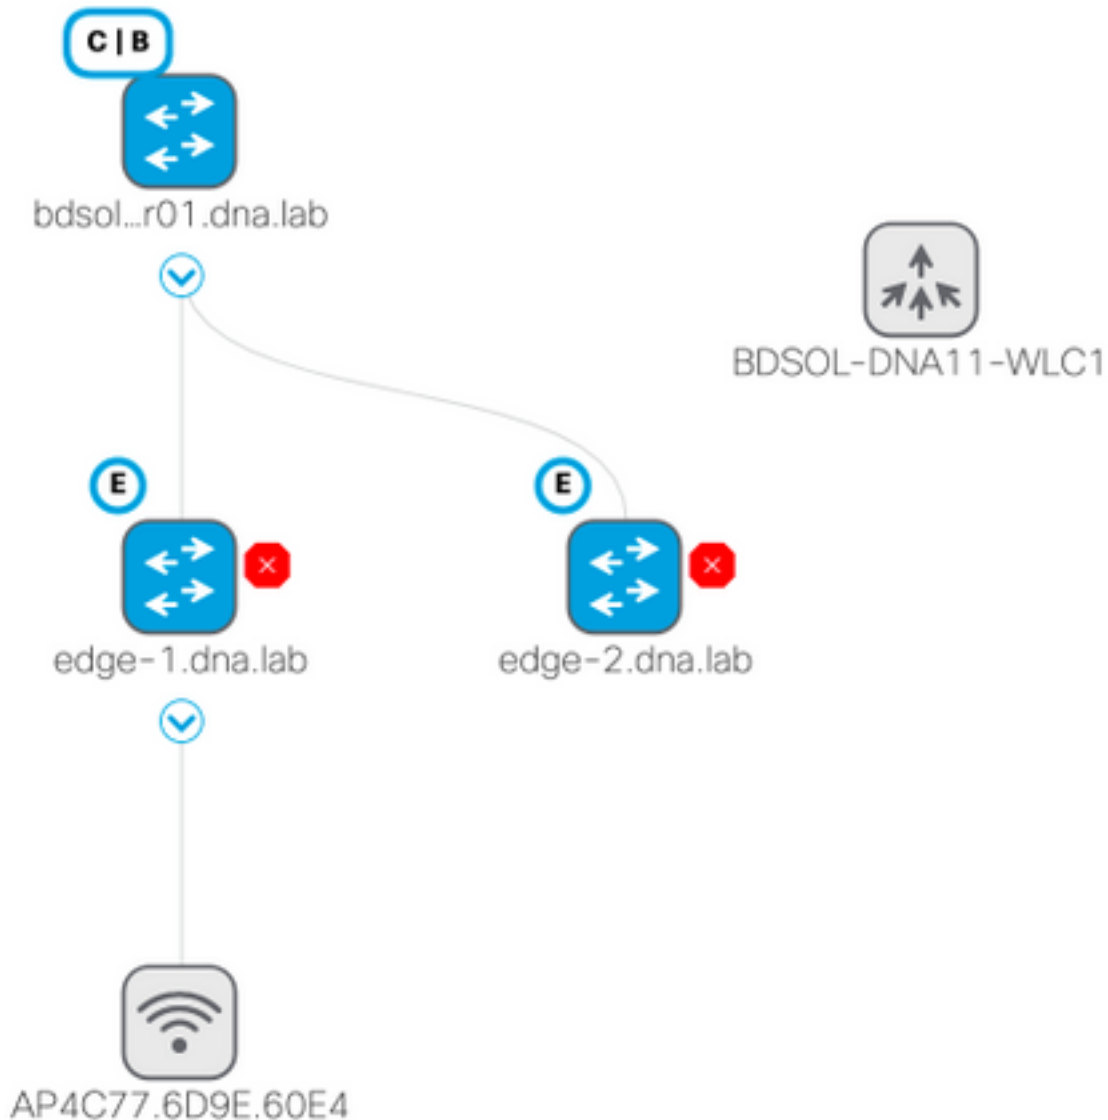 C | B
bdsol...r01.dna.lab
BDSOL-DNA11-WLC1
E
E
edge-1.dna.lab
edge-2.dna.lab
AP4C77.6D9E.60E4